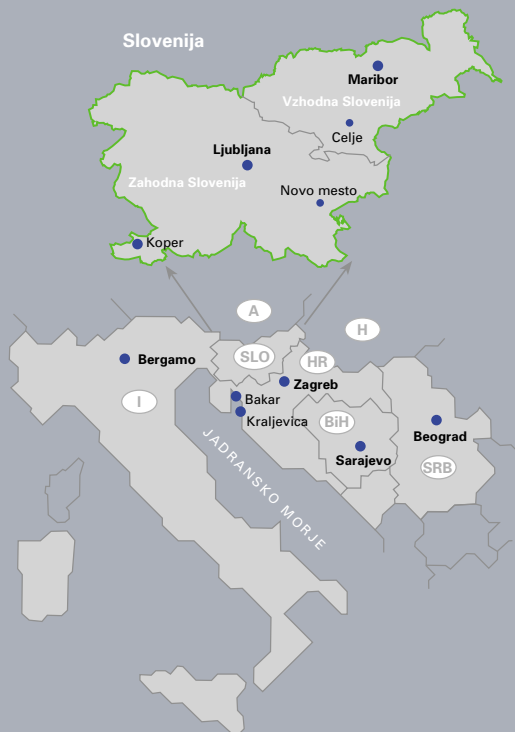 Slovenija
Maribor
Vzhodna Slovenija
Celje
Ljubljana
Zahodna Slovenija
Novo mesto
Koper
A
H
SLO
HR
Bergamo
Zagreb
I
Bakar
Kraljevica
BiH
Beograd
Sarajevo
SRB
JADRANSKO MORJE